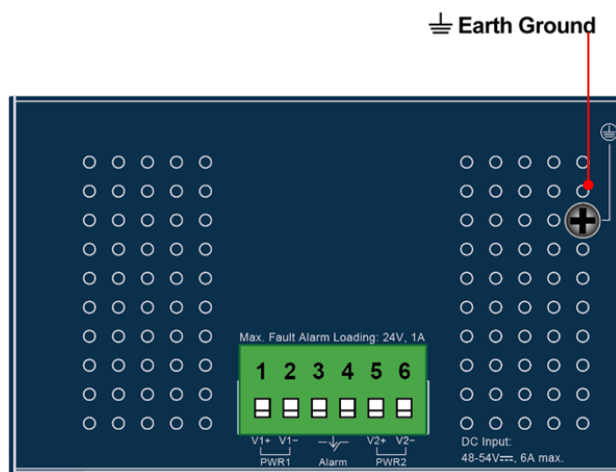 Earth Ground
Max. Fault Alarm Loading: 24V, 1A
1 2 3 4 5 6
V1+ V1− V2+ V2−
PWR1 Alarm PWR2
DC Input:
48-54V⎓, 6A max.